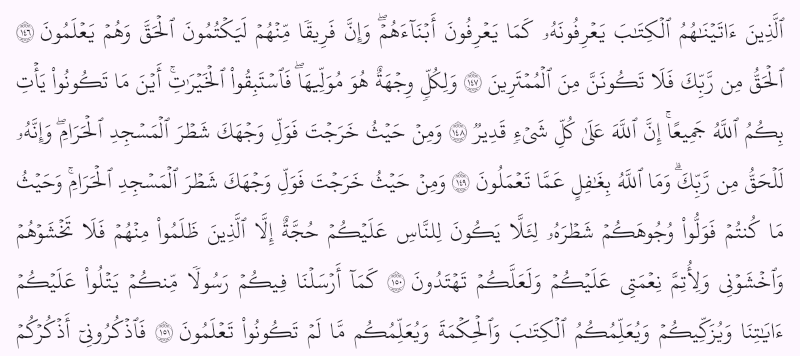 ٱلَّذِينَ ءَاتَيۡنَٰهُمُ ٱلۡكِتَٰبَ يَعۡرِفُونَهُۥ كَمَا يَعۡرِفُونَ أَبۡنَآءَهُمۡۖ وَإِنَّ فَرِيقٗا مِّنۡهُمۡ لَيَكۡتُمُونَ ٱلۡحَقَّ وَهُمۡ يَعۡلَمُونَ ١٤٦
ٱلۡحَقُّ مِن رَّبِّكَ فَلَا تَكُونَنَّ مِنَ ٱلۡمُمۡتَرِينَ ١٤٧ وَلِكُلّٖ وِجۡهَةٌ هُوَ مُوَلِّيهَاۖ فَٱسۡتَبِقُواْ ٱلۡخَيۡرَٰتِۚ أَيۡنَ مَا تَكُونُواْ يَأۡتِ
بِكُمُ ٱللَّهُ جَمِيعًاۚ إِنَّ ٱللَّهَ عَلَىٰ كُلِّ شَيۡءٖ قَدِيرٞ ١٤٨ وَمِنۡ حَيۡثُ خَرَجۡتَ فَوَلِّ وَجۡهَكَ شَطۡرَ ٱلۡمَسۡجِدِ ٱلۡحَرَامِۖ وَإِنَّهُۥ
لَلۡحَقُّ مِن رَّبِّكَۗ وَمَا ٱللَّهُ بِغَٰفِلٍ عَمَّا تَعۡمَلُونَ ١٤٩ وَمِنۡ حَيۡثُ خَرَجۡتَ فَوَلِّ وَجۡهَكَ شَطۡرَ ٱلۡمَسۡجِدِ ٱلۡحَرَامِۚ وَحَيۡثُ
مَا كُنتُمۡ فَوَلُّواْ وُجُوهَكُمۡ شَطۡرَهُۥ لِئَلَّا يَكُونَ لِلنَّاسِ عَلَيۡكُمۡ حُجَّةٌ إِلَّا ٱلَّذِينَ ظَلَمُواْ مِنۡهُمۡ فَلَا تَخۡشَوۡهُمۡ
وَٱخۡشَوۡنِي وَلِأُتِمَّ نِعۡمَتِي عَلَيۡكُمۡ وَلَعَلَّكُمۡ تَهۡتَدُونَ ١٥٠ كَمَآ أَرۡسَلۡنَا فِيكُمۡ رَسُولٗا مِّنكُمۡ يَتۡلُواْ عَلَيۡكُمۡ
ءَايَٰتِنَا وَيُزَكِّيكُمۡ وَيُعَلِّمُكُمُ ٱلۡكِتَٰبَ وَٱلۡحِكۡمَةَ وَيُعَلِّمُكُم مَّا لَمۡ تَكُونُواْ تَعۡلَمُونَ ١٥١ فَٱذۡكُرُونِيٓ أَذۡكُرۡكُمۡ